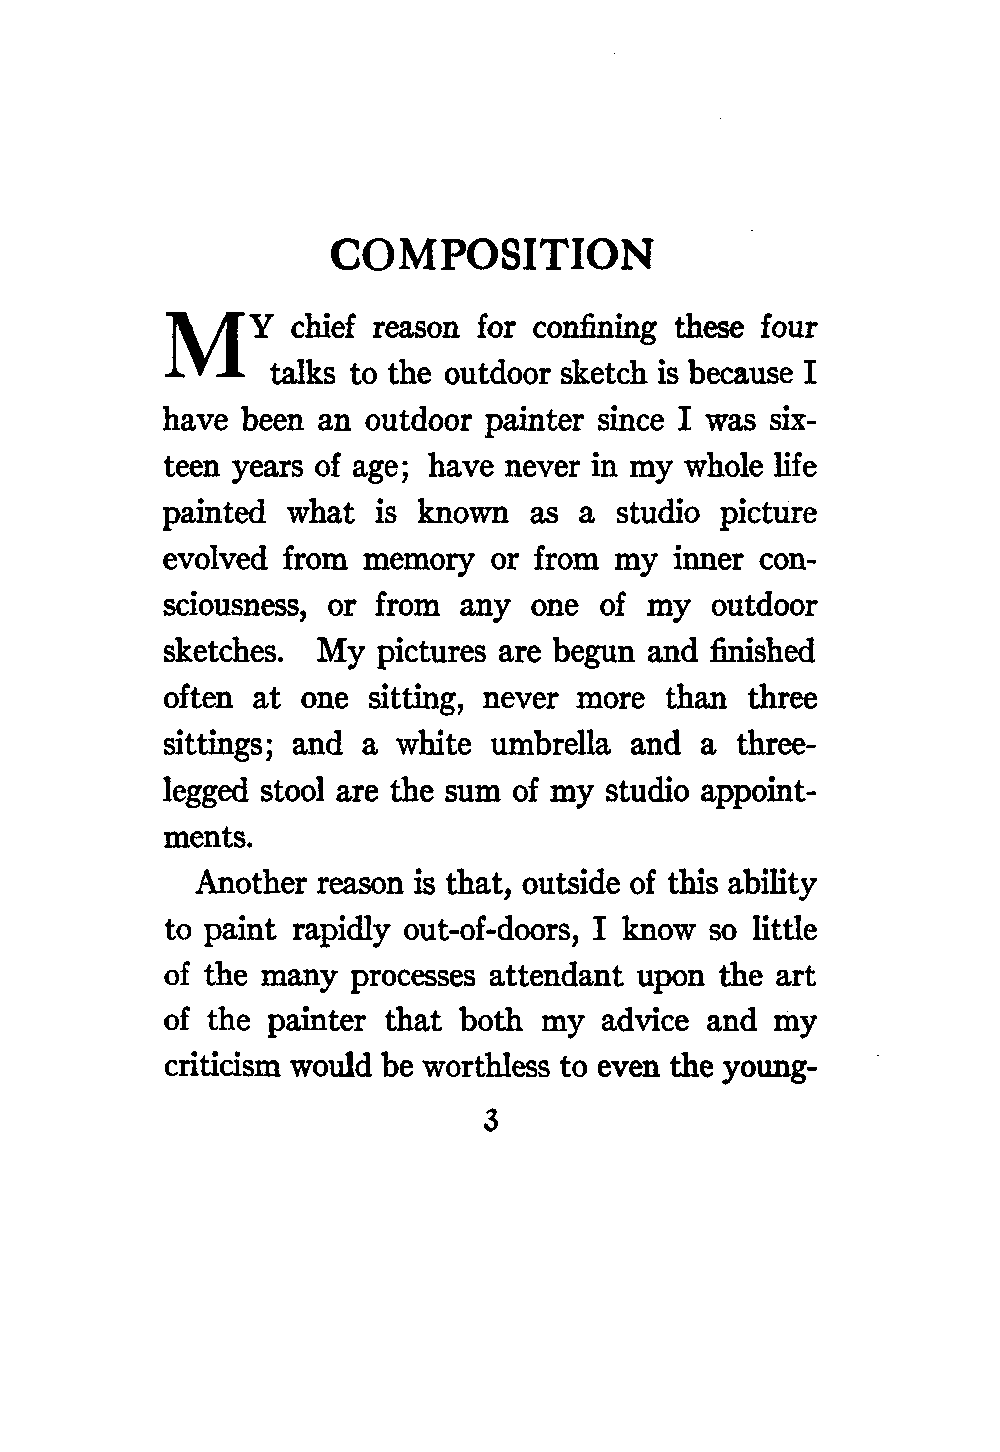 COMPOSITION
MY chief reason for confining these four
talks to the outdoor sketch is because I
have been an outdoor painter since I was six-
teen years of age; have never in my whole life
painted what is known as a studio picture
evolved from memory or from my inner con-
sciousness, or from any one of my outdoor
sketches. My pictures are begun and finished
often at one sitting, never more than three
sittings; and a white umbrella and a three-
legged stool are the sum of my studio appoint-
ments.
Another reason is that, outside of this ability
to paint rapidly out-of-doors, I know so little
of the many processes attendant upon the art
of the painter that both my advice and my
criticism would be worthless to even the young-
3